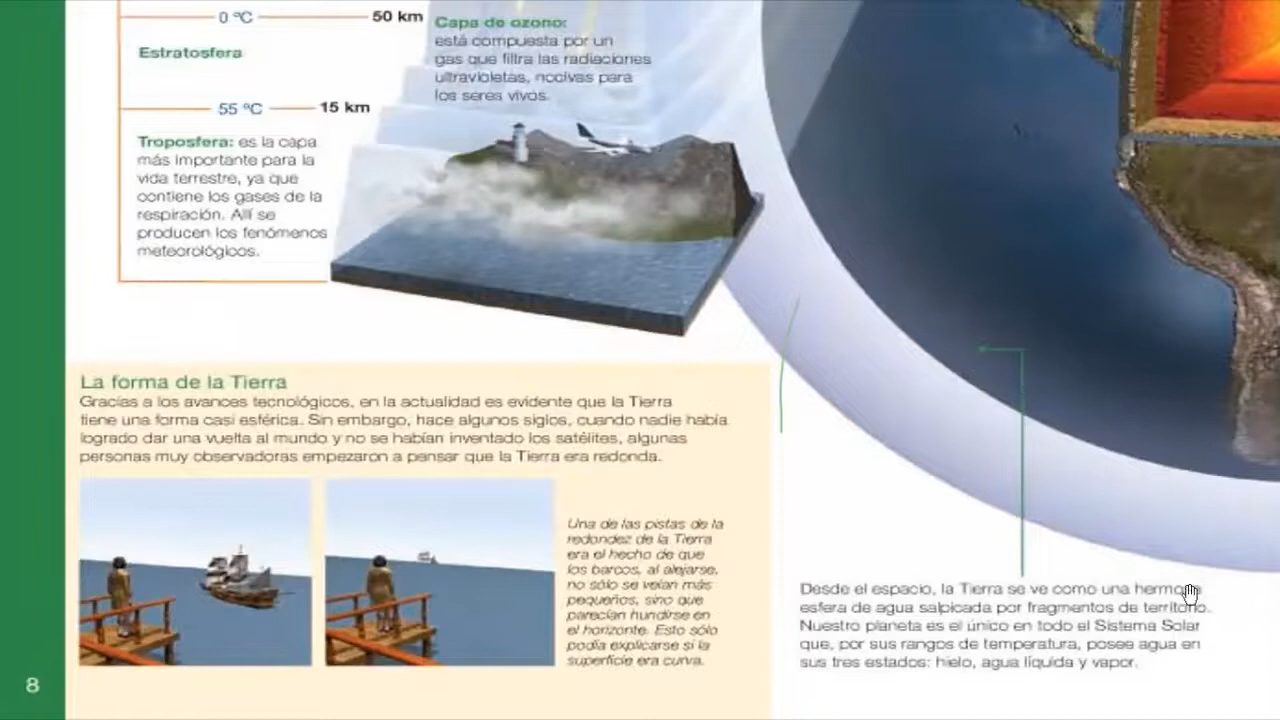 0 ºC
50 km
Estratosfera
55 ºC
15 km
Troposfera: es la capa
más importante para la
vida terrestre, ya que
contiene los gases de la
respiración. Allí se
producen los fenómenos
meteorológicos.
Capa de ozono:
está compuesta por un
gas que filtra las radiaciones
ultravioletas, nocivas para
los seres vivos.
La forma de la Tierra
Gracias a los avances tecnológicos, en la actualidad es evidente que la Tierra
tiene una forma casi esférica. Sin embargo, hace algunos siglos, cuando nadie había
logrado dar una vuelta al mundo y no se habían inventado los satélites, algunas
personas muy observadoras empezaron a pensar que la Tierra era redonda.
Una de las pistas de la
redondez de la Tierra
era el hecho de que
los barcos, al alejarse,
no sólo se veían más
pequeños, sino que
parecían hundirse en
el horizonte. Esto sólo
podía explicarse si la
superficie era curva.
Desde el espacio, la Tierra se ve como una hermosa
esfera de agua salpicada por fragmentos de territorio.
Nuestro planeta es el único en todo el Sistema Solar
que, por sus rangos de temperatura, posee agua en
sus tres estados: hielo, agua líquida y vapor.
8